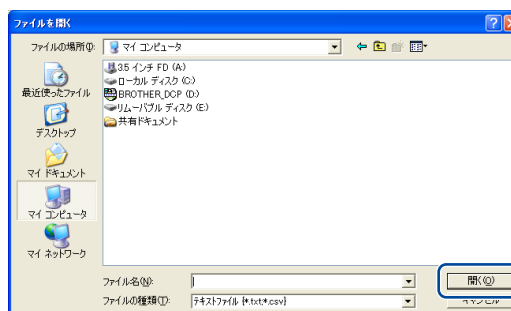 ファイルを開く
ファイルの場所(I):
マイ コンピュータ
最近使ったファイル
デスクトップ
マイ ドキュメント
マイ コンピュータ
マイ ネットワーク
3.5 インチ FD (A:)
ローカル ディスク (C:)
BROTHER_DCP (D:)
リムーバブル ディスク (E:)
共有ドキュメント
ファイル名(N):
開く(O)
ファイルの種類(T):
テキストファイル {*.txt;*.csv}
キャンセル